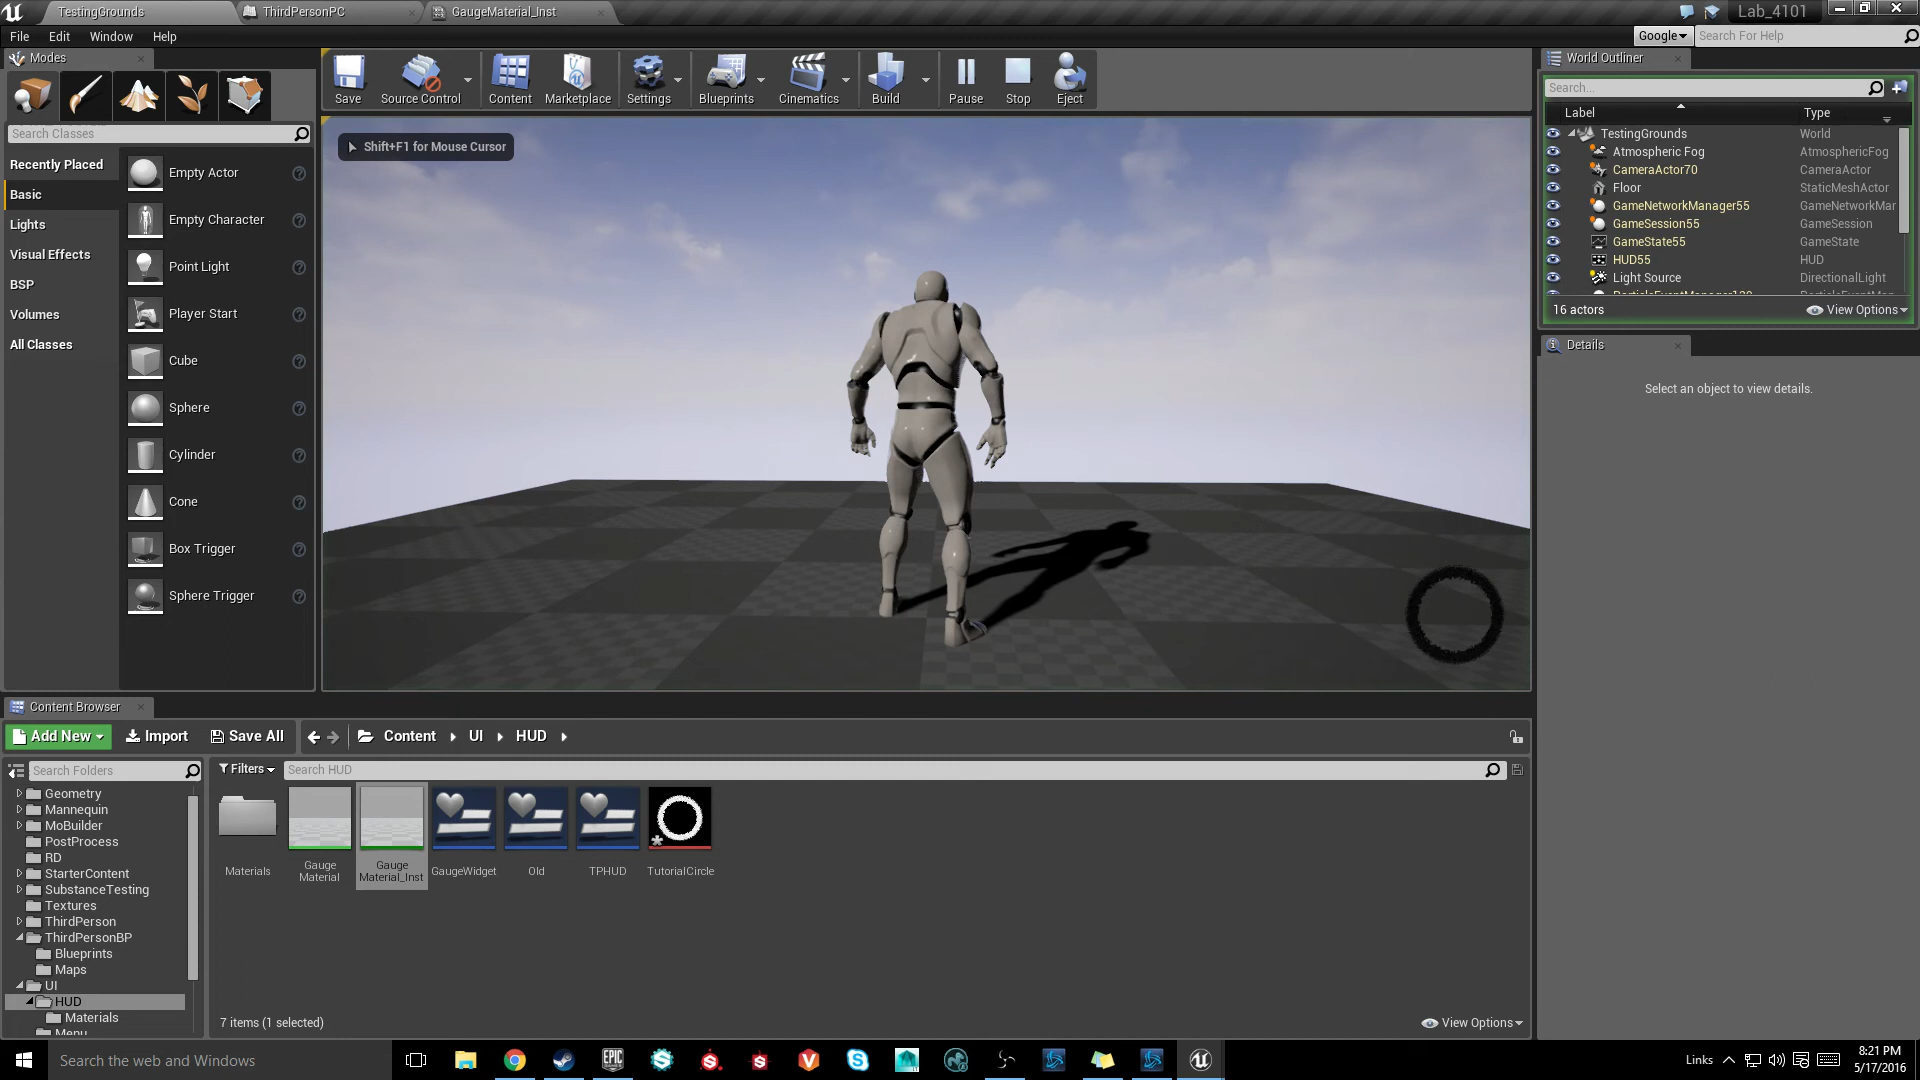 TestingGrounds
ThirdPersonPC
GaugeMaterial_Inst
Lab_4101
File
Edit
Window
Help
Google
Search For Help
Modes
Save
Source Control
Content
Marketplace
Settings
Blueprints
Cinematics
Build
Pause
Stop
Eject
World Outliner
Search...
Label
Type
Search Classes
Recently Placed
Basic
Lights
Visual Effects
BSP
Volumes
All Classes
Empty Actor
Empty Character
Point Light
Player Start
Cube
Sphere
Cylinder
Cone
Box Trigger
Sphere Trigger
Shift+F1 for Mouse Cursor
TestingGrounds World
Atmospheric Fog AtmosphericFog
CameraActor70 CameraActor
Floor StaticMeshActor
GameNetworkManager55 GameNetworkMar
GameSession55 GameSession
GameState55 GameState
HUD55 HUD
Light Source DirectionalLight
16 actors
View Options
Details
Select an object to view details.
Content Browser
Add New
Import
Save All
Content
UI
HUD
Search Folders
Filters
Search HUD
Geometry
Mannequin
MoBuilder
PostProcess
RD
StarterContent
SubstanceTesting
Textures
ThirdPerson
ThirdPersonBP
Blueprints
Maps
UI
HUD
Materials
Menu
Materials
Gauge
Material
Gauge
Material_Inst
GaugeWidget
Old
TPHUD
TutorialCircle
7 items (1 selected)
View Options
Search the web and Windows
EPIC
GAMES
Links
8:21 PM
5/17/2016